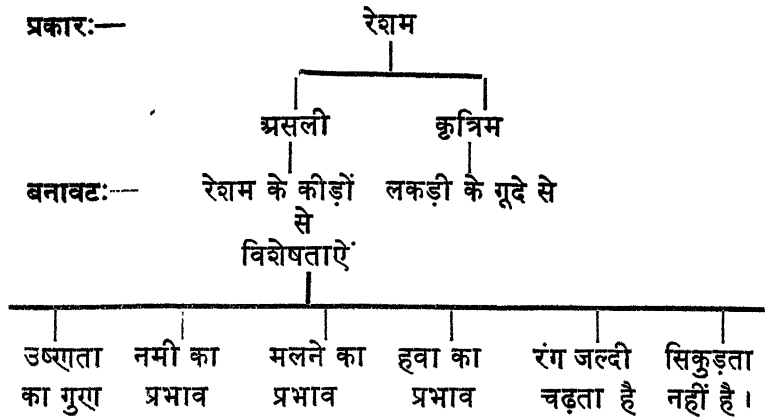 प्रकारः— रेशम
असली कृत्रिम
बनावटः— रेशम के कीड़ों लकड़ी के गूदे से
से
विशेषताऐं
उष्णता नमी का मलने का हवा का रंग जल्दी सिकुड़ता
का गुण प्रभाव प्रभाव प्रभाव चढ़ता है नहीं है।